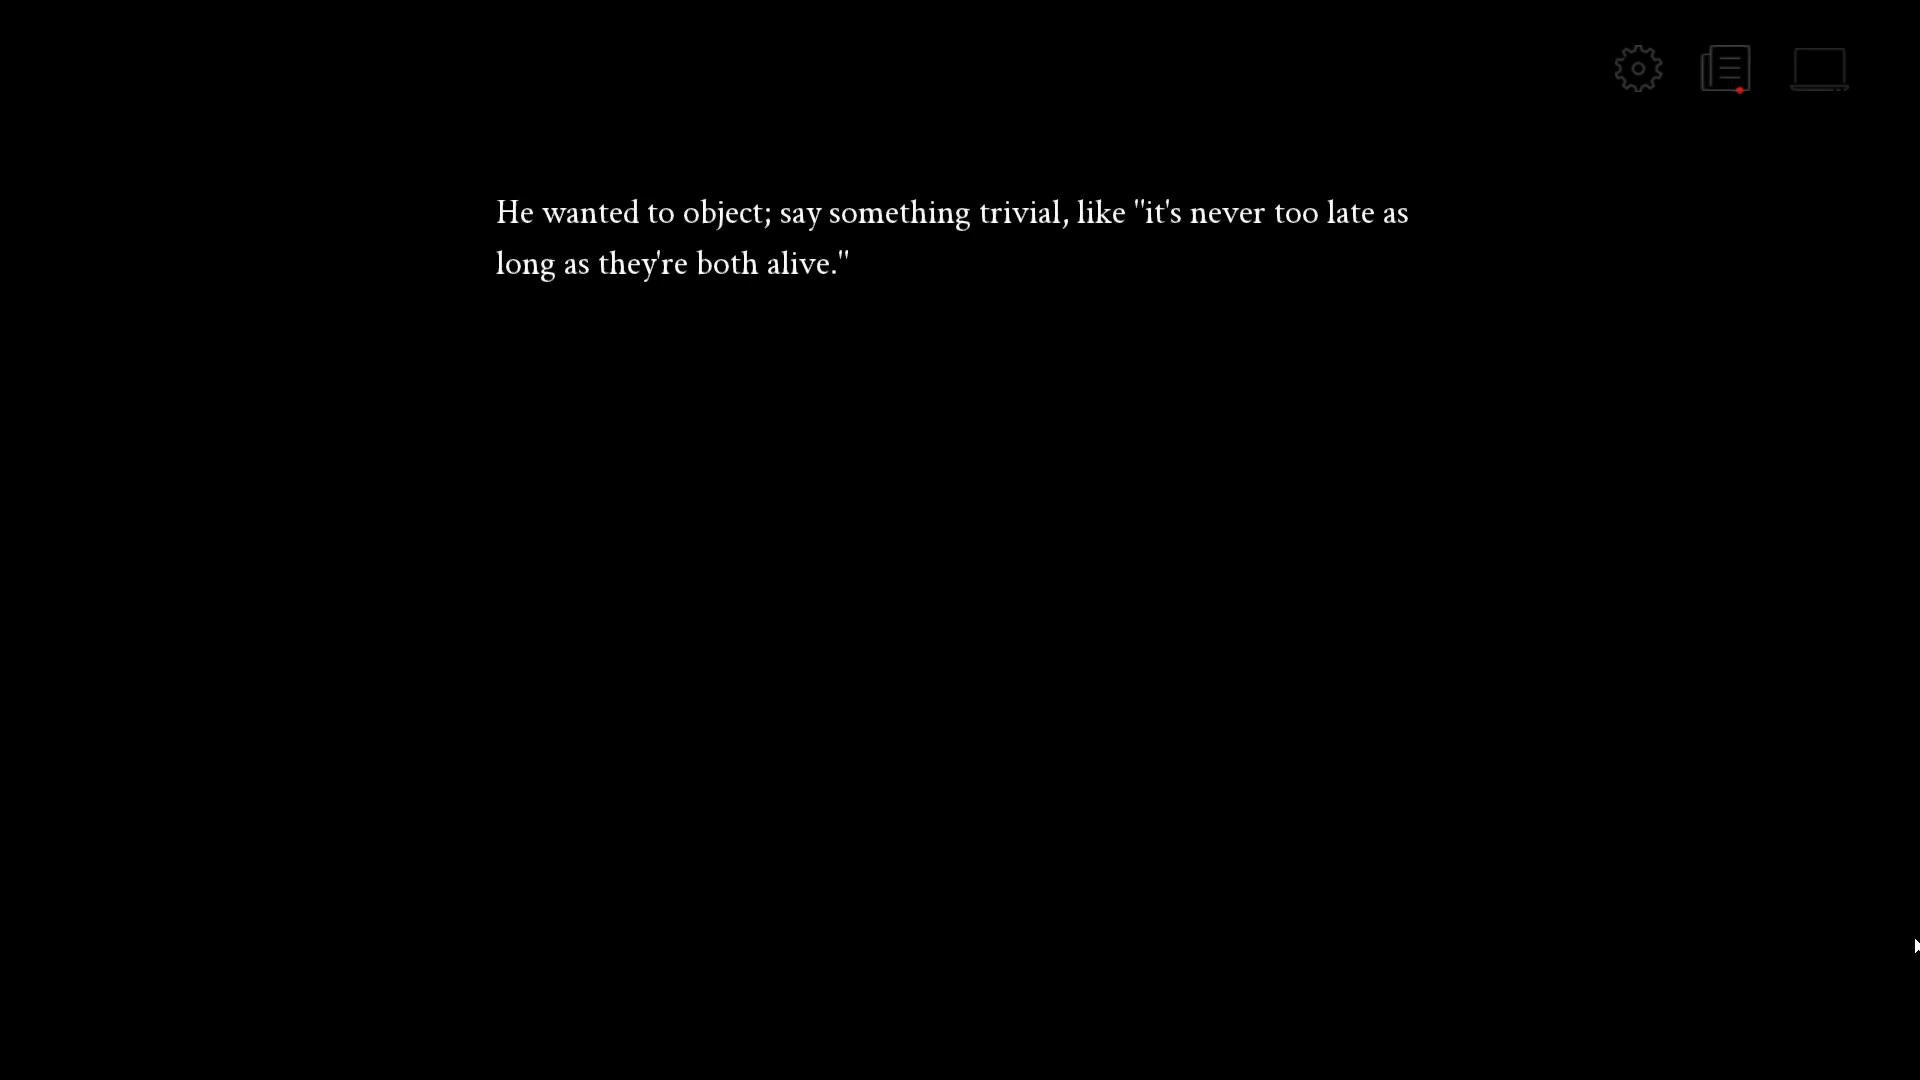 He wanted to object; say something trivial, like "it's never too late as
long as they're both alive."